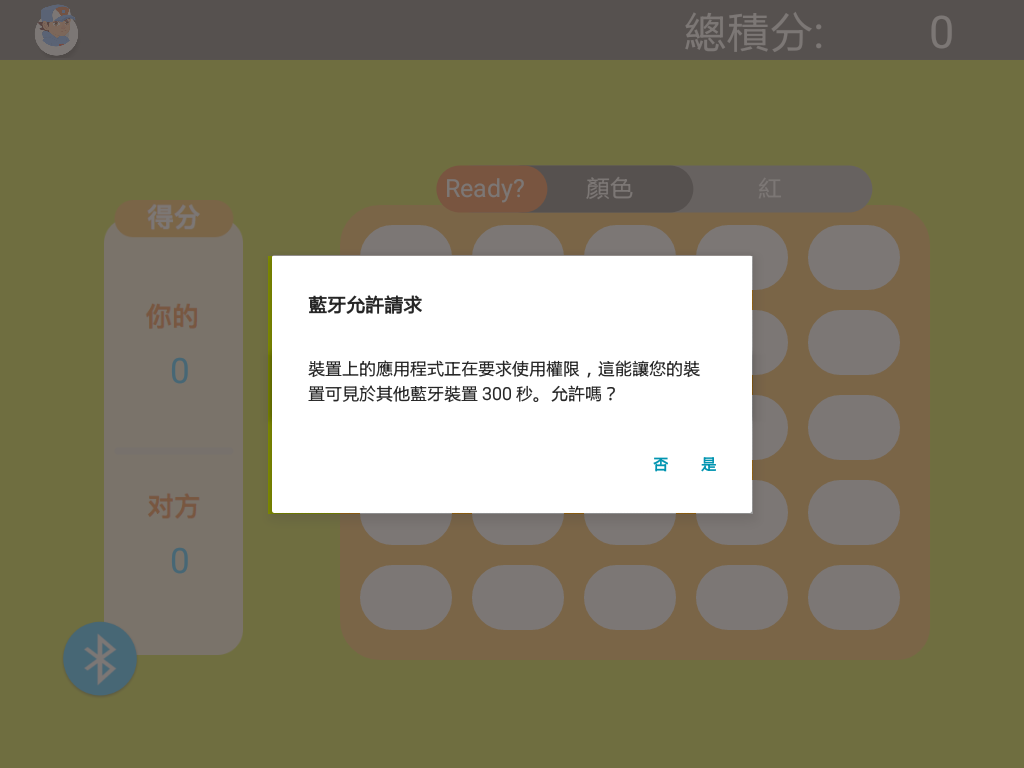 總積分: 0
Ready? 顏色 紅
得分
你的
0
对方
0
藍牙允許請求
裝置上的應用程式正在要求使用權限，這能讓您的裝
置可見於其他藍牙裝置 300 秒。允許嗎？
否 是